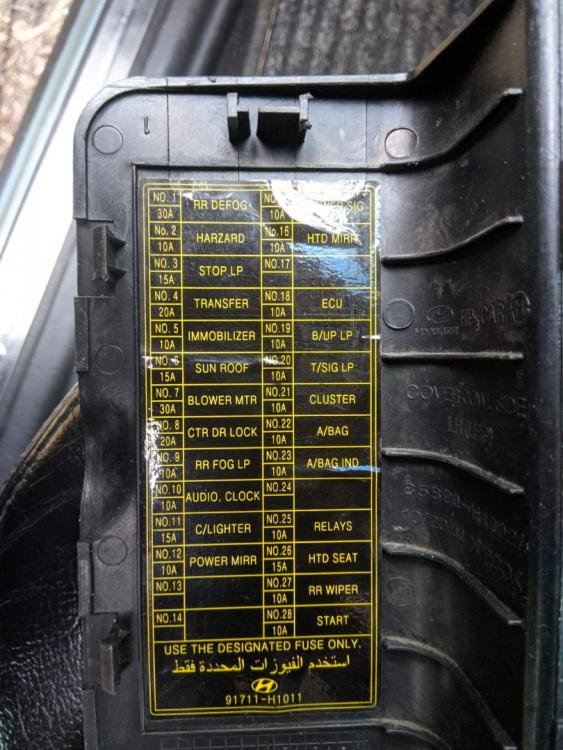 NO. 1 30A RR DEFOG 10A SIG
No. 2 10A HARZARD No.16 10A HTD MIRR
NO. 3 15A STOP.LP NO.17
NO. 4 20A TRANSFER NO.18 10A ECU
NO. 5 10A IMMOBILIZER NO.19 10A B/UP LP
NO. 6 15A SUN ROOF NO.20 10A T/SIG LP
NO. 7 30A BLOWER MTR NO.21 10A CLUSTER
NO. 8 20A CTR DR LOCK NO.22 10A A/BAG
NO. 9 10A RR FOG LP NO.23 10A A/BAG IND
NO.10 10A AUDIO. CLOCK NO.24
NO.11 15A C/LIGHTER NO.25 10A RELAYS
NO.12 10A POWER MIRR NO.26 15A HTD SEAT
NO.13 NO.27 10A RR WIPER
NO.14 NO.28 10A START
USE THE DESIGNATED FUSE ONLY.
استخدم الفيوزات المحددة فقط
91711-H1011